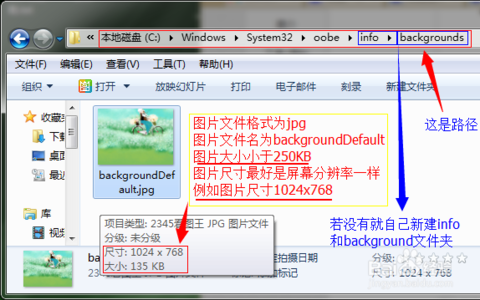 « 本地磁盘 (C:) ▸ Windows ▸ System32 ▸ oobe ▸ info ▸ backgrounds
文件(F) 编辑(E) 查看(V) 工具(T) 帮助(H)
组织 打开 放映幻灯片 打印 电子邮件 刻录 新建文件夹
这是路径
收藏夹
下载
桌面
最近
库
视频
backgroundDef
ault.jpg
图片文件格式为jpg
图片文件名为backgroundDefault
图片大小小于250KB
图片尺寸最好是屏幕分辨率一样
例如图片尺寸1024x768
若没有就自己新建info
和background文件夹
项目类型: 2345看图王 JPG 图片文件
分级: 未分级
尺寸: 1024 x 768
大小: 135 KB
拍摄日期
标记
分级:
尺寸: 1024 x 768